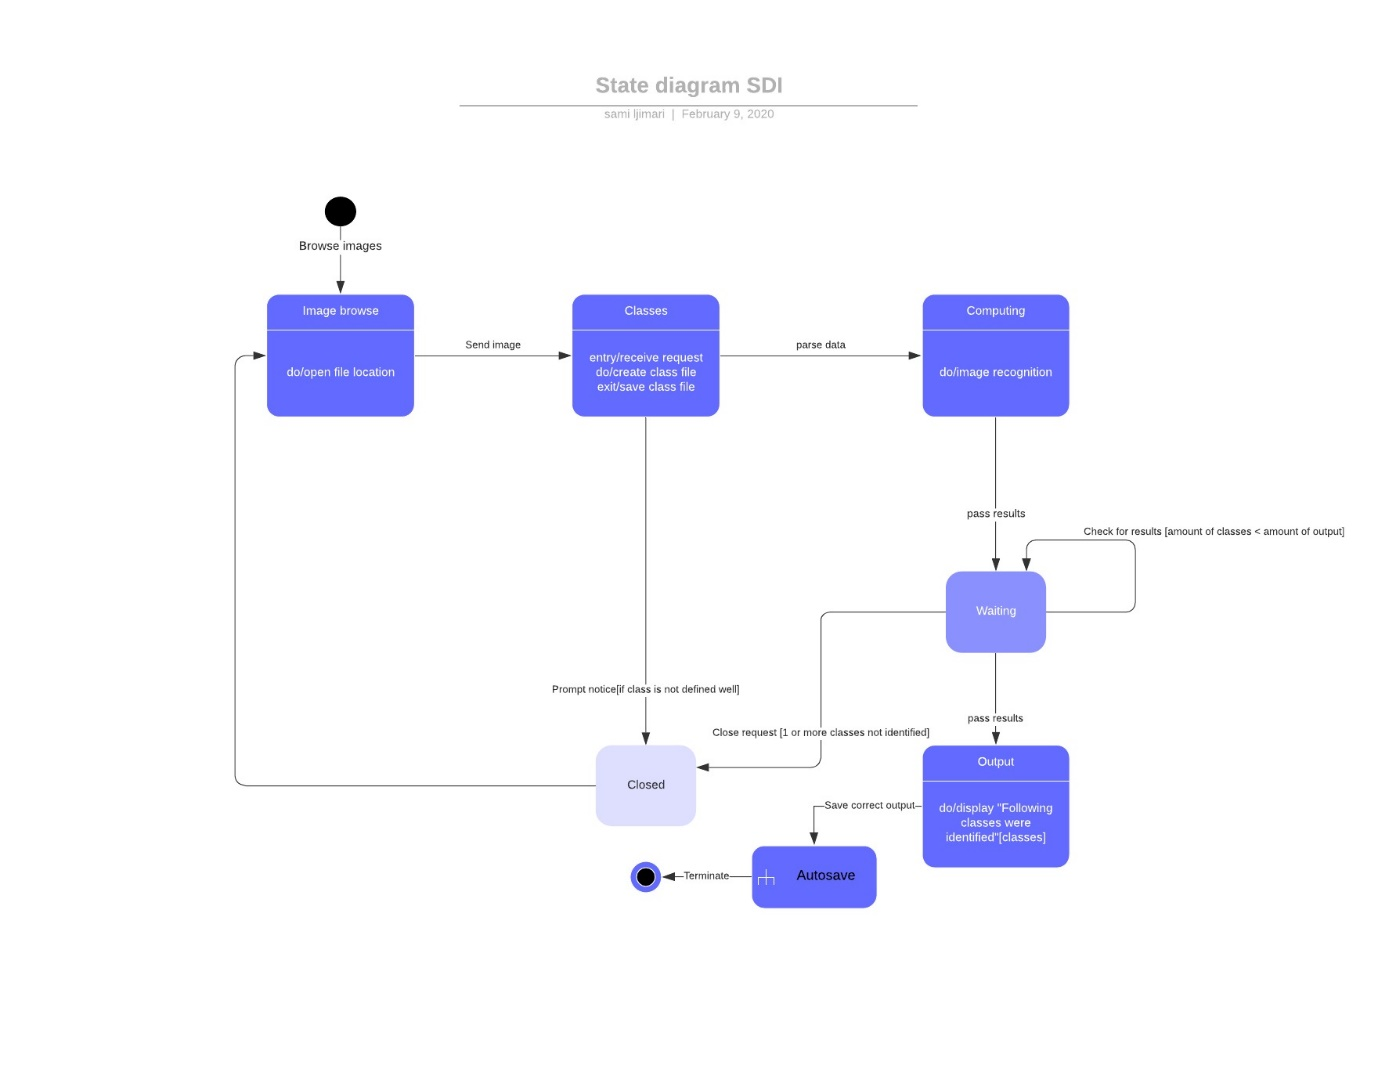 State diagram SDI
sami ljimari | February 9, 2020
Browse images
Image browse
do/open file location
Send image
Classes
entry/receive request
do/create class file
exit/save class file
parse data
Computing
do/image recognition
pass results
Check for results [amount of classes < amount of output]
Waiting
Prompt notice[if class is not defined well]
Close request [1 or more classes not identified]
pass results
Closed
Output
do/display "Following
classes were
identified"[classes]
Save correct output
Autosave
Terminate